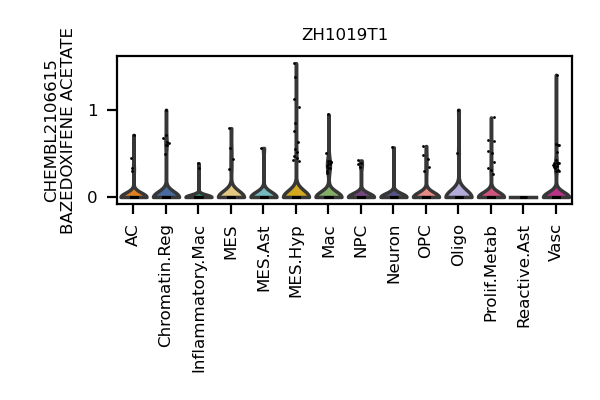 ZH1019T1
CHEMBL2106615
BAZEDOXIFENE ACETATE
1
0
AC
Chromatin.Reg
Inflammatory.Mac
MES
MES.Ast
MES.Hyp
Mac
NPC
Neuron
OPC
Oligo
Prolif.Metab
Reactive.Ast
Vasc